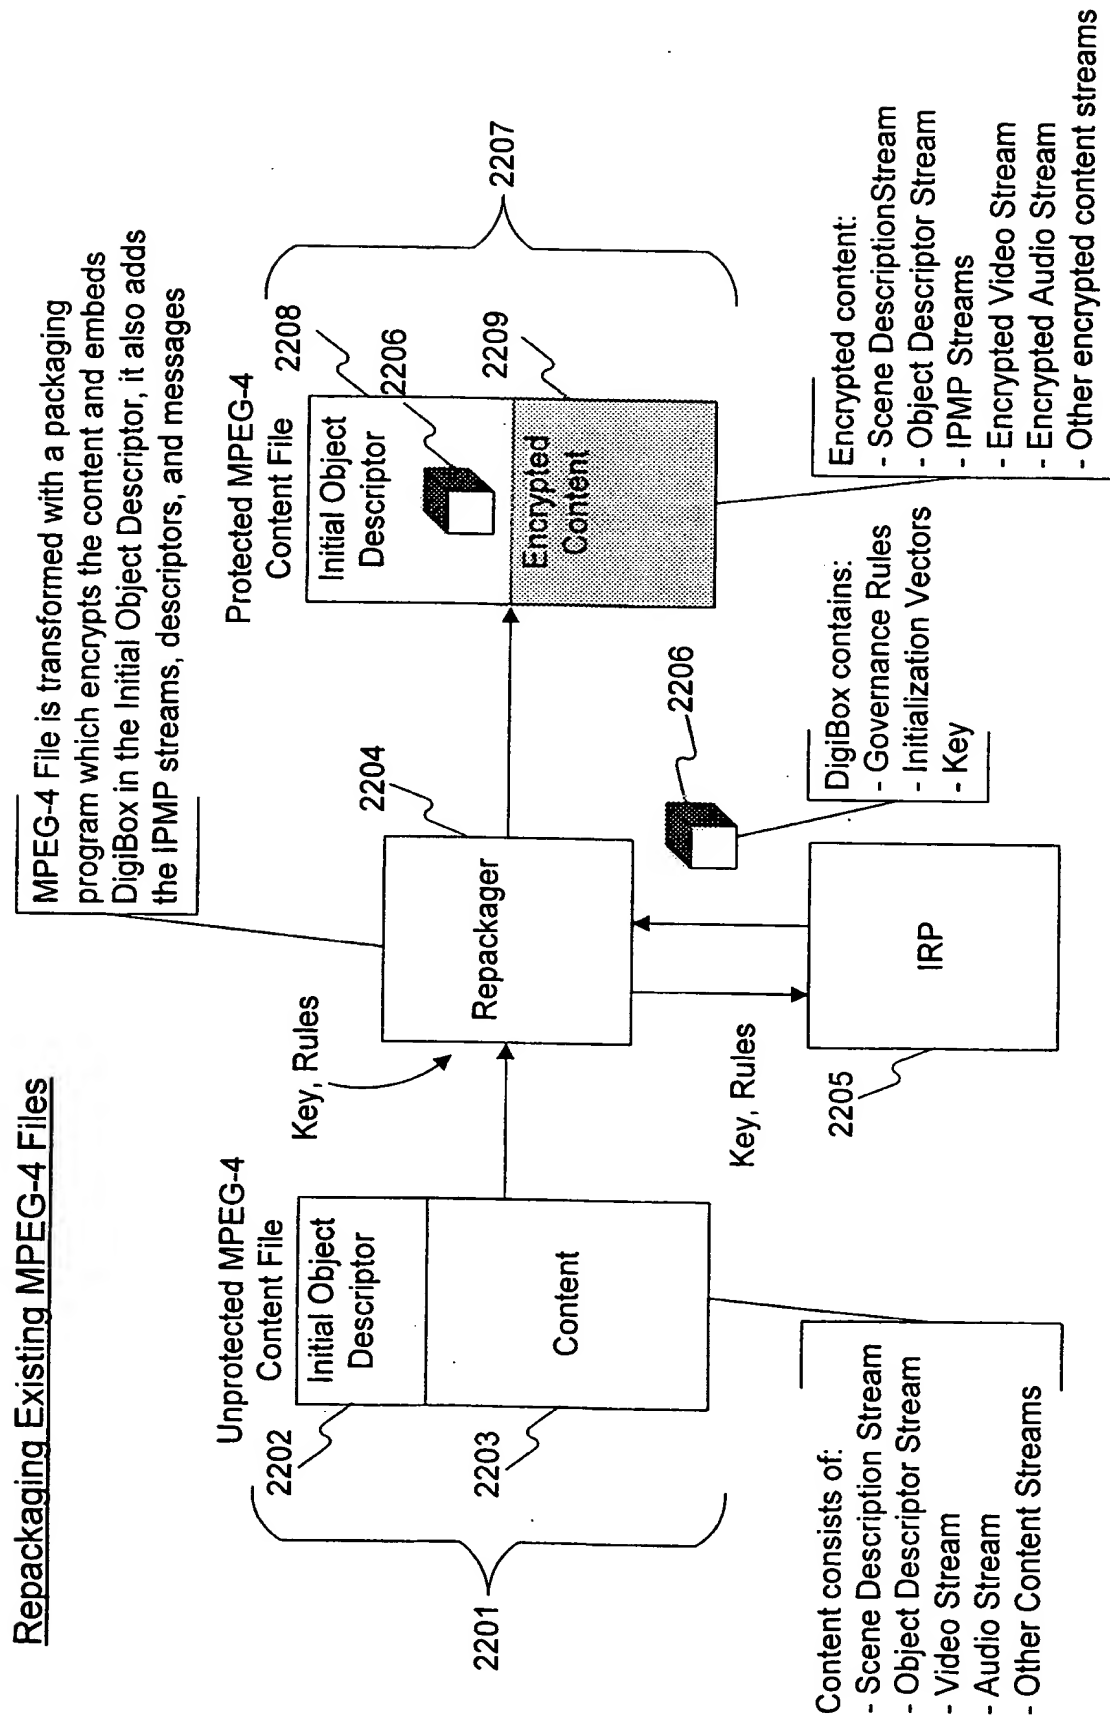 Repackaging Existing MPEG-4 Files
MPEG-4 File is transformed with a packaging
program which encrypts the content and embeds
DigiBox in the Initial Object Descriptor, it also adds
the IPMP streams, descriptors, and messages
Unprotected MPEG-4
Content File
2202
Initial Object
Descriptor
2203
Content
2201
Content consists of:
- Scene Description Stream
- Object Descriptor Stream
- Video Stream
- Audio Stream
- Other Content Streams
Key, Rules
2204
Repackager
Key, Rules
2205
IRP
2206
DigiBox contains:
- Governance Rules
- Initialization Vectors
- Key
Protected MPEG-4
Content File
2208
2206
2209
Initial Object
Descriptor
Encrypted
Content
2207
Encrypted content:
- Scene DescriptionStream
- Object Descriptor Stream
- IPMP Streams
- Encrypted Video Stream
- Encrypted Audio Stream
- Other encrypted content streams